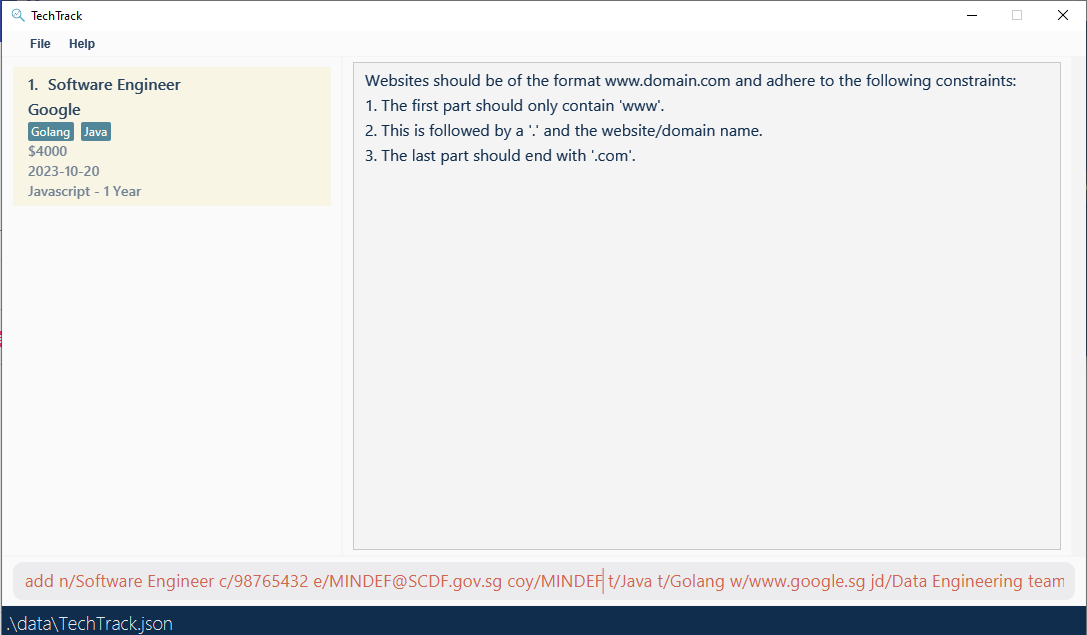 TechTrack
File Help
1. Software Engineer
Google
Golang Java
$4000
2023-10-20
Javascript - 1 Year
Websites should be of the format www.domain.com and adhere to the following constraints:
1. The first part should only contain 'www'.
2. This is followed by a '.' and the website/domain name.
3. The last part should end with '.com'.
add n/Software Engineer c/98765432 e/MINDEF@SCDF.gov.sg coy/MINDEF t/Java t/Golang w/www.google.sg jd/Data Engineering team
.\data\TechTrack.json